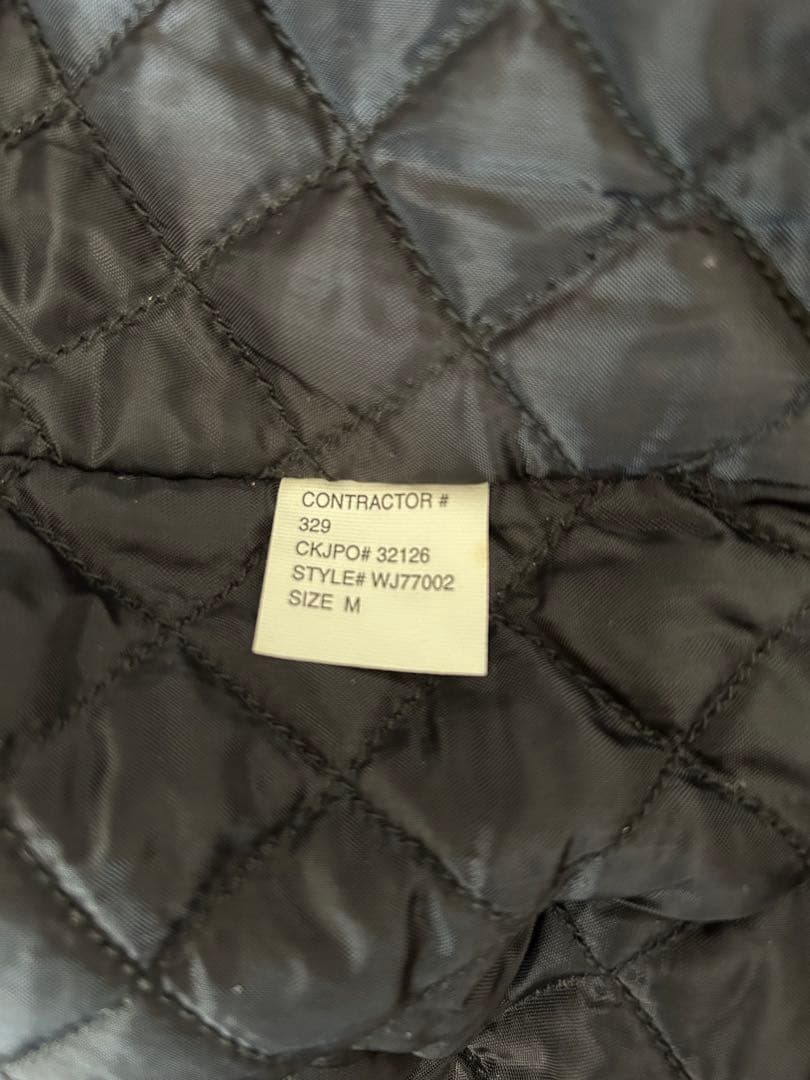 CONTRACTOR #
329
CKJPO# 32126
STYLE# WJ77002
SIZE M